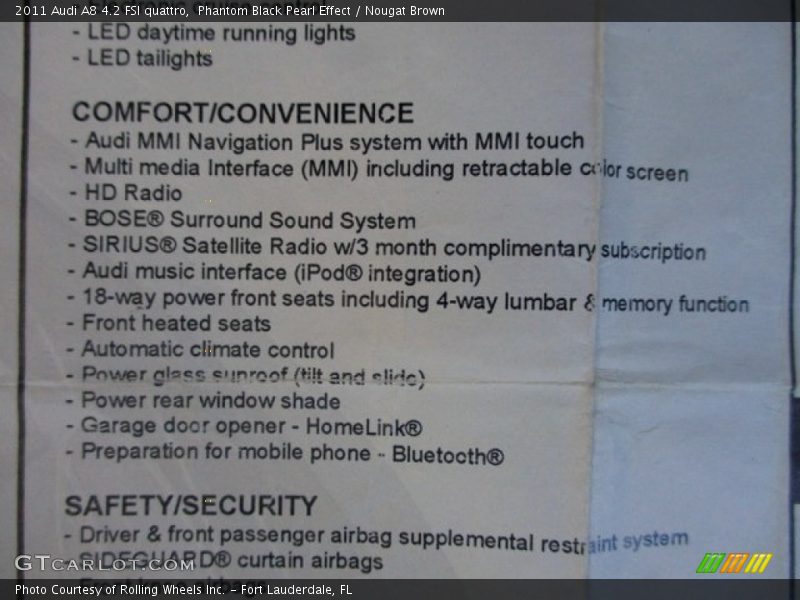 2011 Audi A8 4.2 FSI quattro, Phantom Black Pearl Effect / Nougat Brown
- LED daytime running lights
- LED tailights
COMFORT/CONVENIENCE
- Audi MMI Navigation Plus system with MMI touch
- Multi media Interface (MMI) including retractable color screen
- HD Radio
- BOSE® Surround Sound System
- SIRIUS® Satellite Radio w/3 month complimentary subscription
- Audi music interface (iPod® integration)
- 18-way power front seats including 4-way lumbar & memory function
- Front heated seats
- Automatic climate control
- Power glass sunroof (tilt and slide)
- Power rear window shade
- Garage door opener - HomeLink®
- Preparation for mobile phone - Bluetooth®
SAFETY/SECURITY
- Driver & front passenger airbag supplemental restraint system
- SIDEGUARD® curtain airbags
GTCARLOT.COM
Photo Courtesy of Rolling Wheels Inc. – Fort Lauderdale, FL